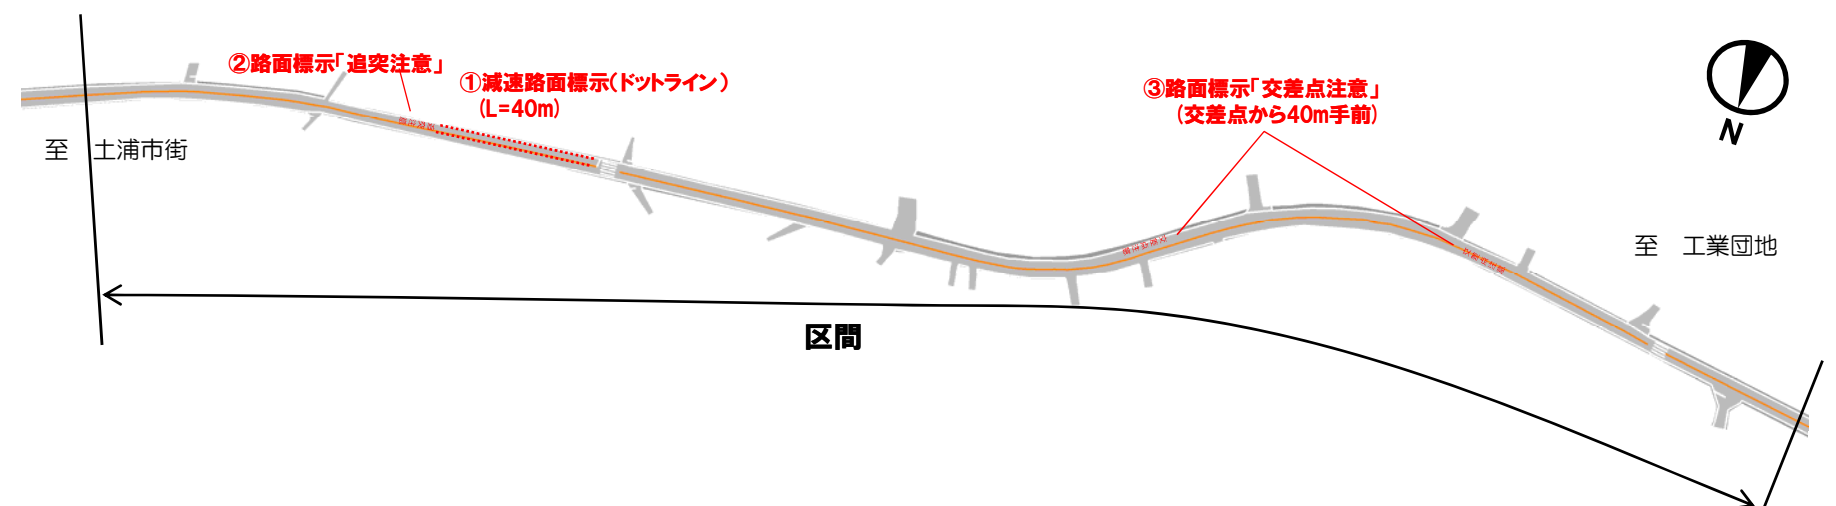 ②路面標示「追突注意」
①減速路面標示(ドットライン)
(L=40m)
③路面標示「交差点注意」
(交差点から40m手前)
N
至 土浦市街
至 工業団地
区間